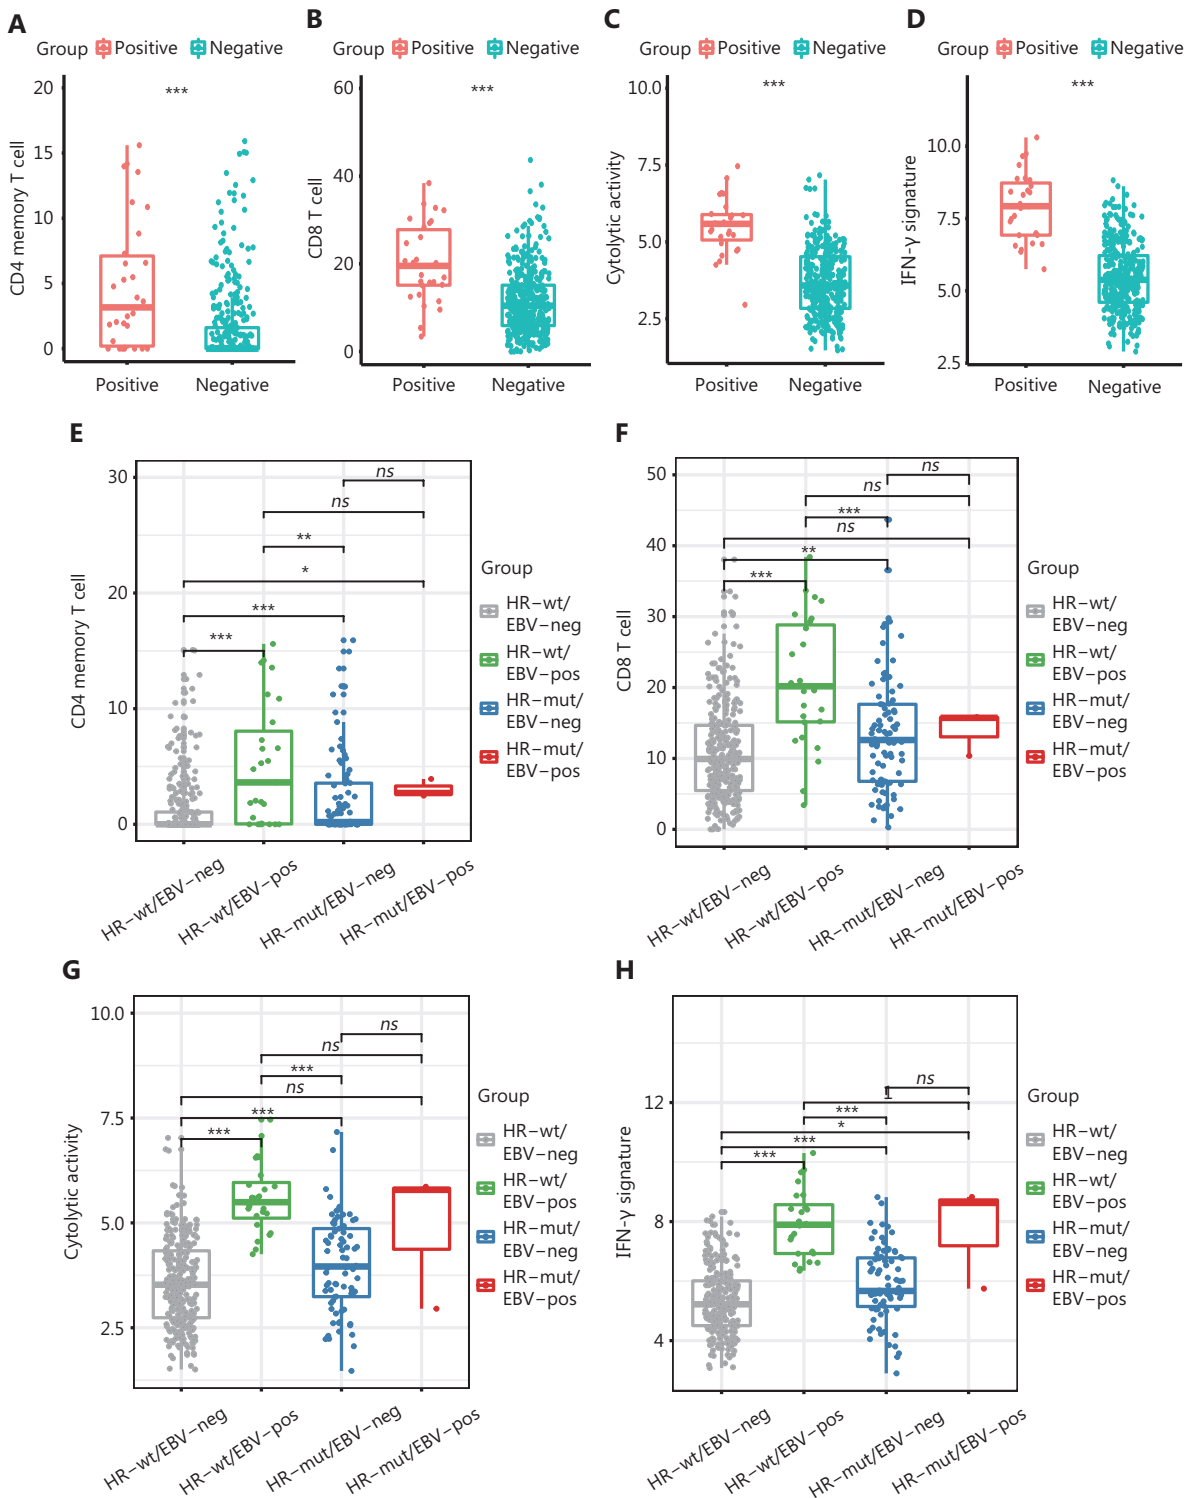 A
Group Positive Negative
CD4 memory T cell
20
15
10
5
0
***
Positive Negative
B
Group Positive Negative
CD8 T cell
60
40
20
0
***
Positive Negative
C
Group Positive Negative
Cytolytic activity
10.0
7.5
5.0
2.5
***
Positive Negative
D
Group Positive Negative
IFN-γ signature
10.0
7.5
5.0
2.5
***
Positive Negative
E
CD4 memory T cell
30
20
10
0
ns
ns
**
*
***
***
HR−wt/EBV−neg
HR−wt/EBV−pos
HR−mut/EBV−neg
HR−mut/EBV−pos
Group
HR−wt/
EBV−neg
HR−wt/
EBV−pos
HR−mut/
EBV−neg
HR−mut/
EBV−pos
F
CD8 T cell
50
40
30
20
10
0
ns
ns
***
ns
**
***
HR−wt/EBV−neg
HR−wt/EBV−pos
HR−mut/EBV−neg
HR−mut/EBV−pos
Group
HR−wt/
EBV−neg
HR−wt/
EBV−pos
HR−mut/
EBV−neg
HR−mut/
EBV−pos
G
Cytolytic activity
10.0
7.5
5.0
2.5
ns
ns
***
ns
***
***
HR−wt/EBV−neg
HR−wt/EBV−pos
HR−mut/EBV−neg
HR−mut/EBV−pos
Group
HR−wt/
EBV−neg
HR−wt/
EBV−pos
HR−mut/
EBV−neg
HR−mut/
EBV−pos
H
IFN-γ signature
12
8
4
ns
1
***
*
***
***
HR−wt/EBV−neg
HR−wt/EBV−pos
HR−mut/EBV−neg
HR−mut/EBV−pos
Group
HR−wt/
EBV−neg
HR−wt/
EBV−pos
HR−mut/
EBV−neg
HR−mut/
EBV−pos